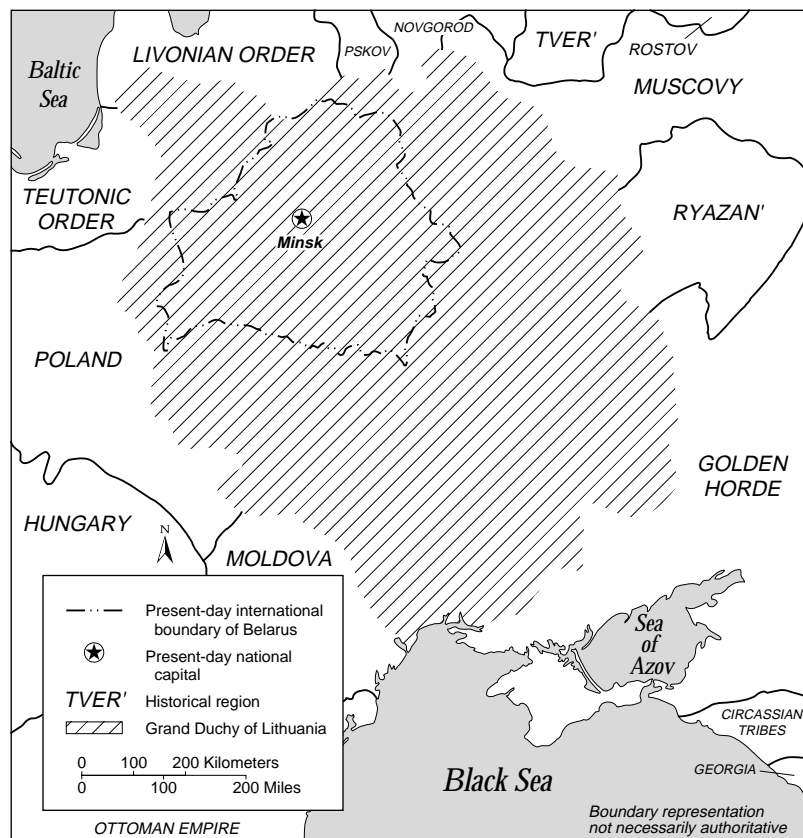 LIVONIAN ORDER
PSKOV
NOVGOROD
TVER'
ROSTOV
Baltic
Sea
MUSCOVY
TEUTONIC
ORDER
RYAZAN'
Minsk
POLAND
GOLDEN
HORDE
HUNGARY
N
MOLDOVA
Present-day international
boundary of Belarus
Present-day national
capital
TVER' Historical region
Grand Duchy of Lithuania
0 100 200 Kilometers
0 100 200 Miles
Sea
of
Azov
CIRCASSIAN
TRIBES
GEORGIA
Black Sea
OTTOMAN EMPIRE
Boundary representation
not necessarily authoritative